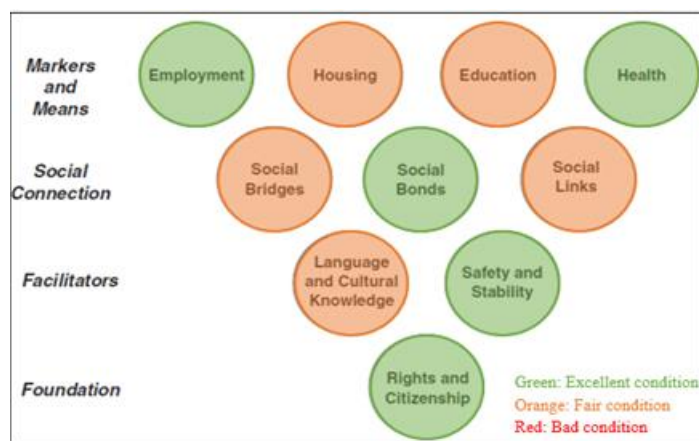 Markers
and
Means
Employment
Housing
Education
Health
Social
Connection
Social
Bridges
Social
Bonds
Social
Links
Facilitators
Language
and Cultural
Knowledge
Safety and
Stability
Foundation
Rights and
Citizenship
Green: Excellent condition
Orange: Fair condition
Red: Bad condition